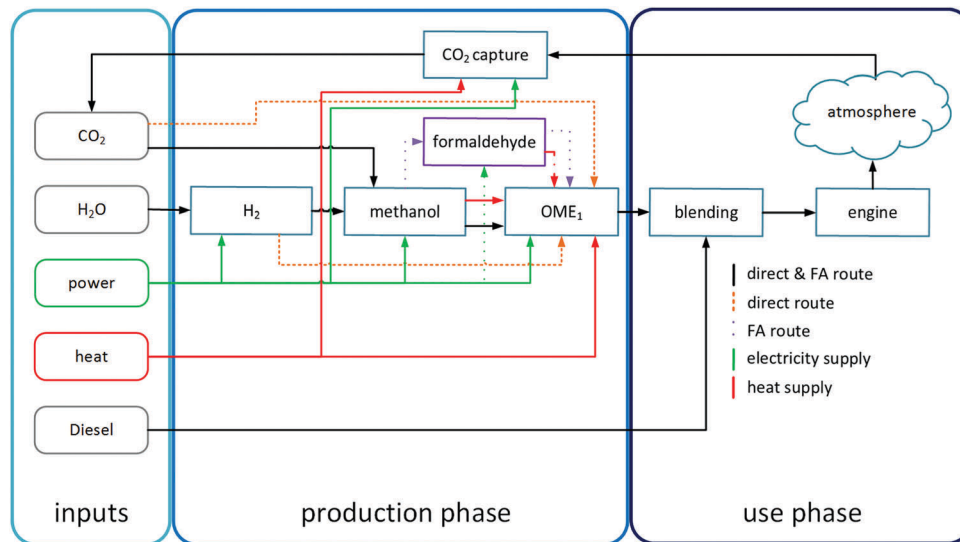 CO₂ capture
atmosphere
CO₂
formaldehyde
H₂O
H₂
methanol
OME₁
blending
engine
power
direct & FA route
direct route
FA route
heat
electricity supply
heat supply
Diesel
inputs
production phase
use phase